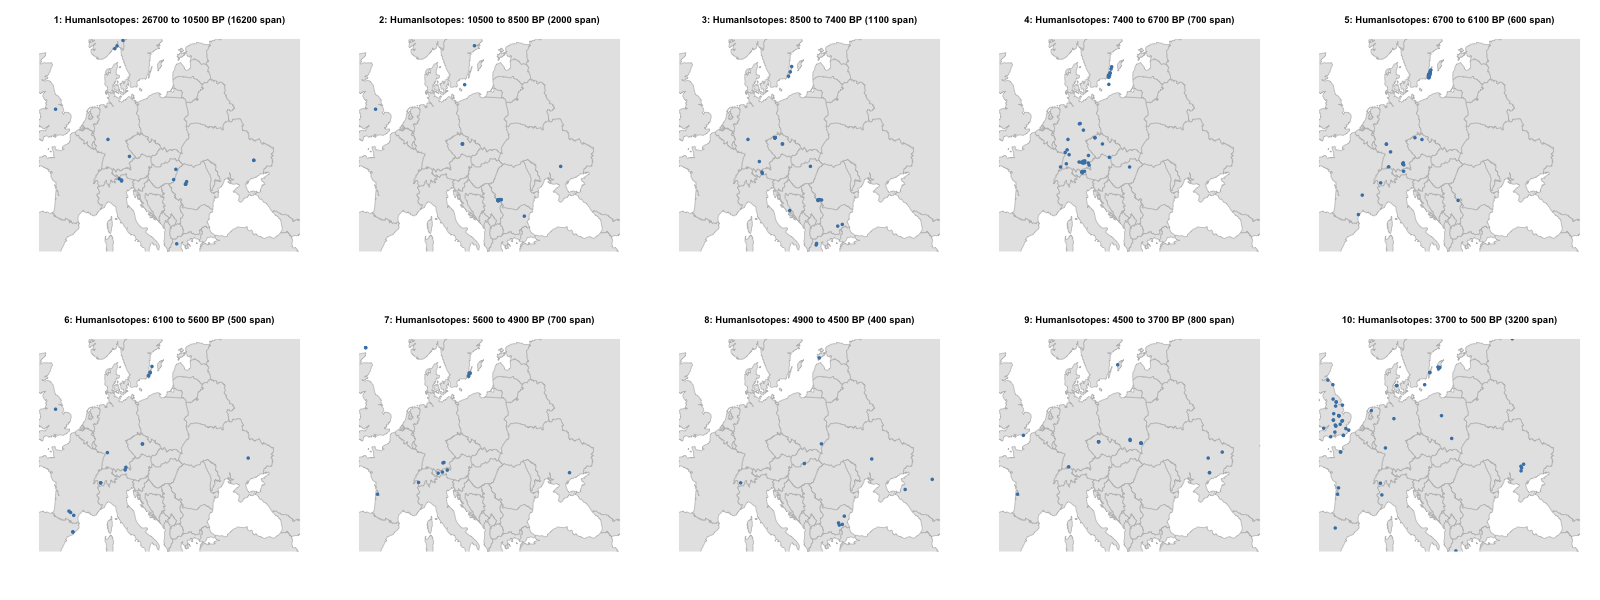 1: HumanIsotopes: 26700 to 10500 BP (16200 span)
2: HumanIsotopes: 10500 to 8500 BP (2000 span)
3: HumanIsotopes: 8500 to 7400 BP (1100 span)
4: HumanIsotopes: 7400 to 6700 BP (700 span)
5: HumanIsotopes: 6700 to 6100 BP (600 span)
6: HumanIsotopes: 6100 to 5600 BP (500 span)
7: HumanIsotopes: 5600 to 4900 BP (700 span)
8: HumanIsotopes: 4900 to 4500 BP (400 span)
9: HumanIsotopes: 4500 to 3700 BP (800 span)
10: HumanIsotopes: 3700 to 500 BP (3200 span)